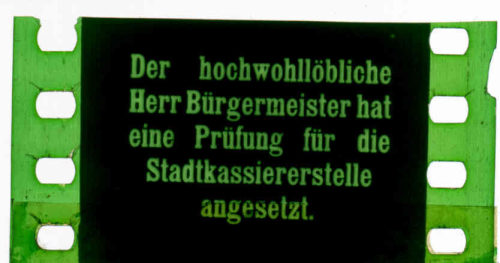 Der hochwohllöbliche
Herr Bürgermeister hat
eine Prüfung für die
Stadtkassiererstelle
angesetzt.